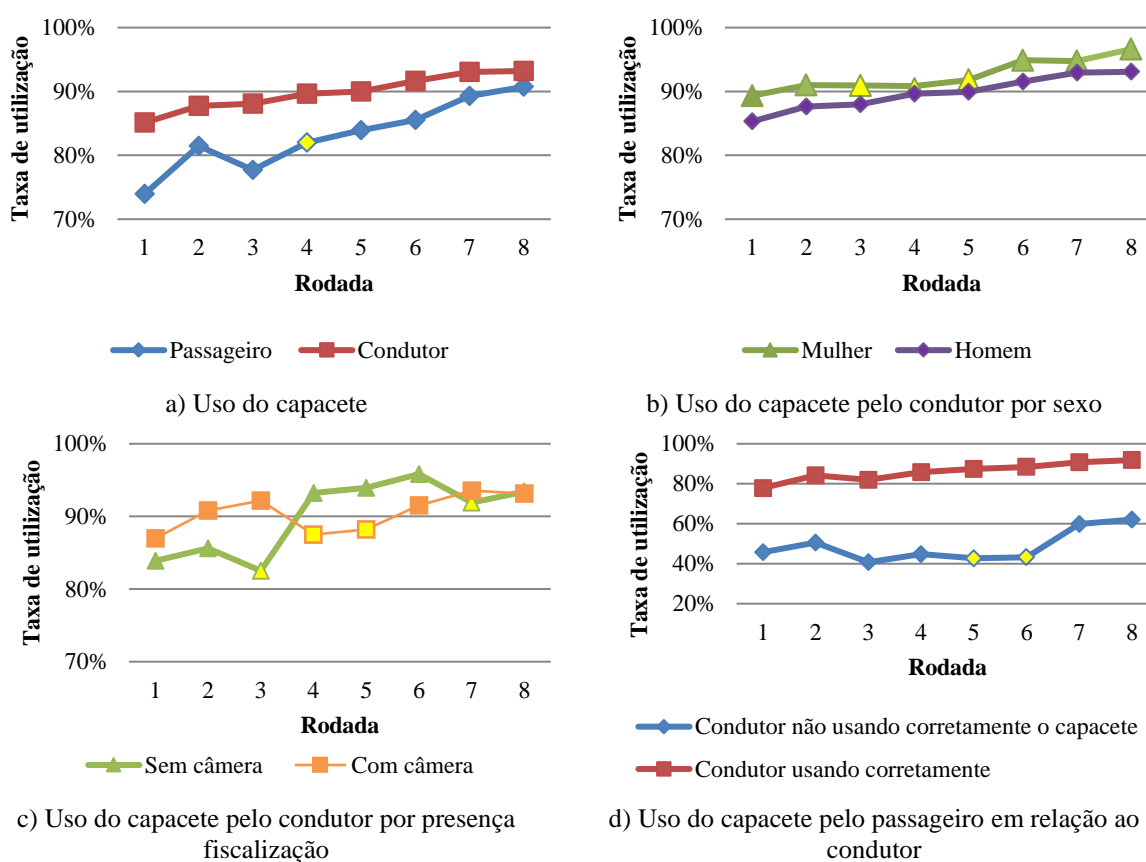 100%
90%
80%
70%
Taxa de utilização
1 2 3 4 5 6 7 8
Rodada
Passageiro Condutor
a) Uso do capacete
100%
90%
80%
70%
Taxa de utilização
1 2 3 4 5 6 7 8
Rodada
Mulher Homem
b) Uso do capacete pelo condutor por sexo
100%
90%
80%
70%
Taxa de utilização
1 2 3 4 5 6 7 8
Rodada
Sem câmera Com câmera
c) Uso do capacete pelo condutor por presença
fiscalização
100%
80%
60%
40%
20%
Taxa de utilização
1 2 3 4 5 6 7 8
Rodada
Condutor não usando corretamente o capacete
Condutor usando corretamente
d) Uso do capacete pelo passageiro em relação ao
condutor